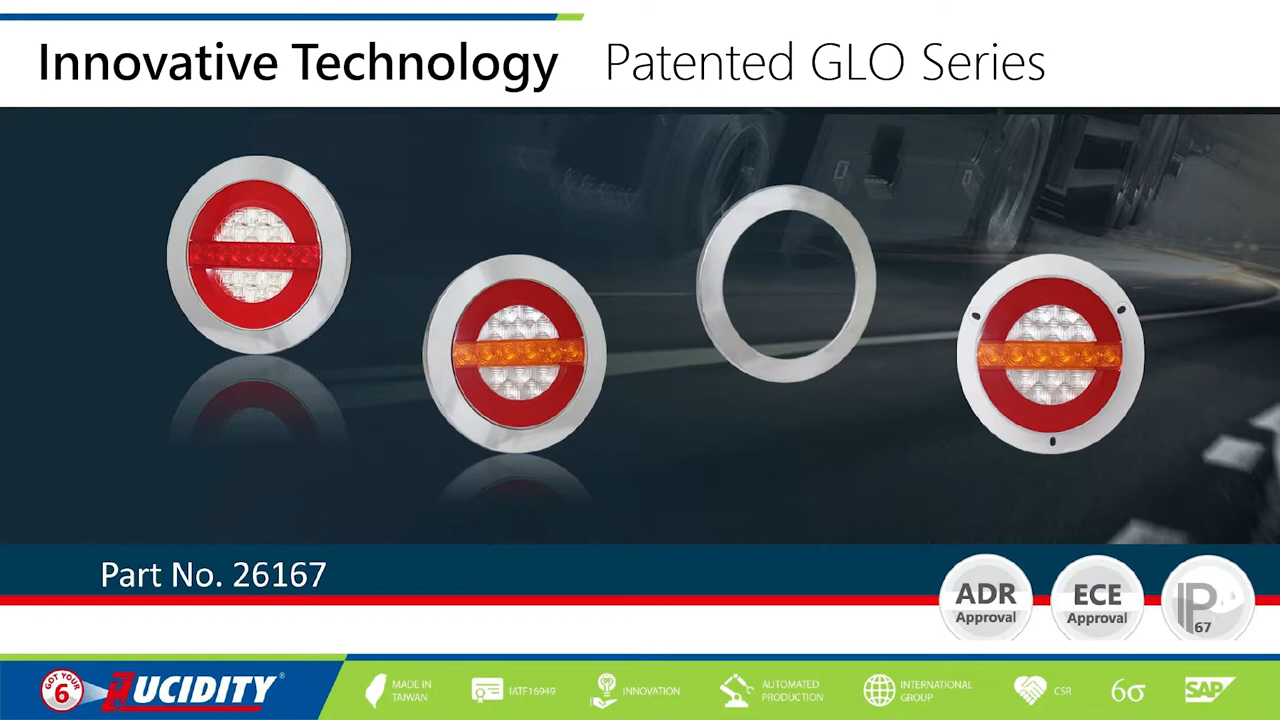 Innovative Technology Patented GLO Series
Part No. 26167
ADR
Approval
ECE
Approval
IP
67
GOT YOUR
6
LUCIDITY®
MADE IN
TAIWAN
IATF16949
INNOVATION
AUTOMATED
PRODUCTION
INTERNATIONAL
GROUP
CSR
6σ
SAP